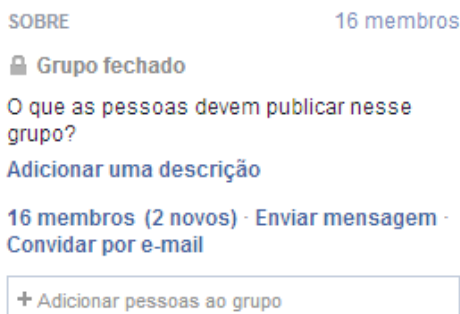 SOBRE 16 membros
Grupo fechado
O que as pessoas devem publicar nesse
grupo?
Adicionar uma descrição
16 membros (2 novos) · Enviar mensagem ·
Convidar por e-mail
+ Adicionar pessoas ao grupo